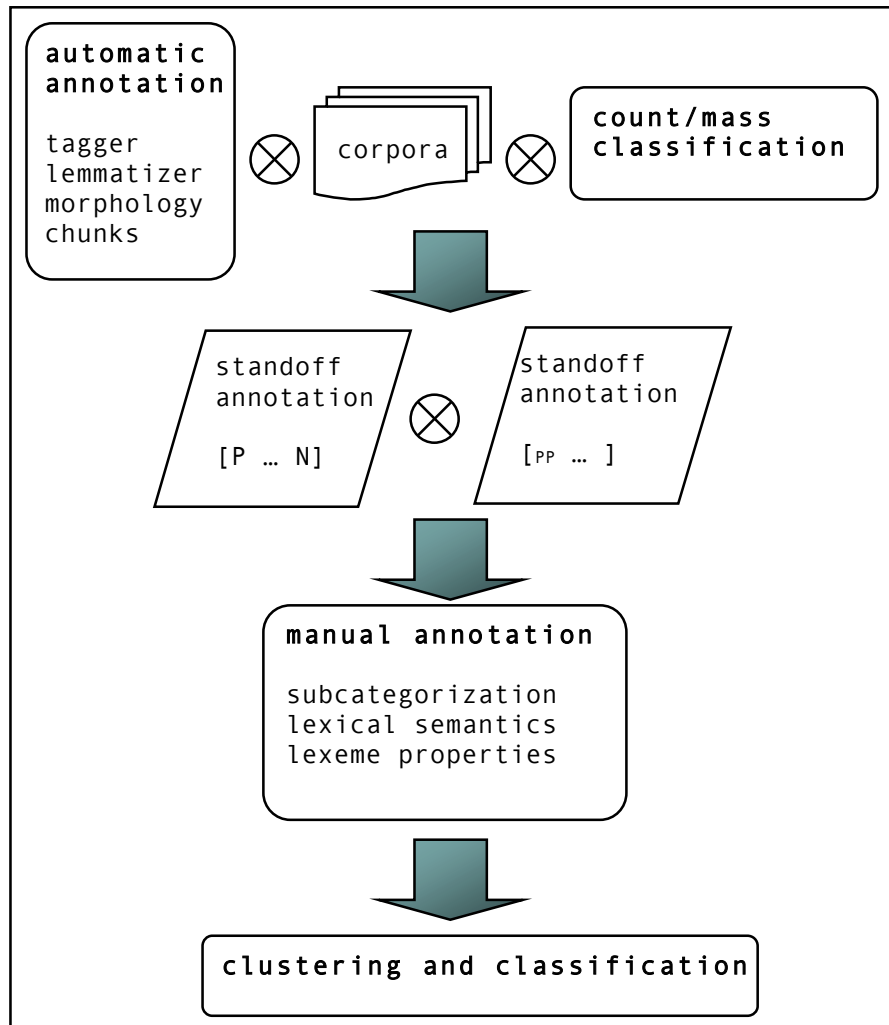 automatic
annotation
tagger
lemmatizer
morphology
chunks
corpora
count/mass
classification
standoff
annotation
[P … N]
standoff
annotation
[PP … ]
manual annotation
subcategorization
lexical semantics
lexeme properties
clustering and classification